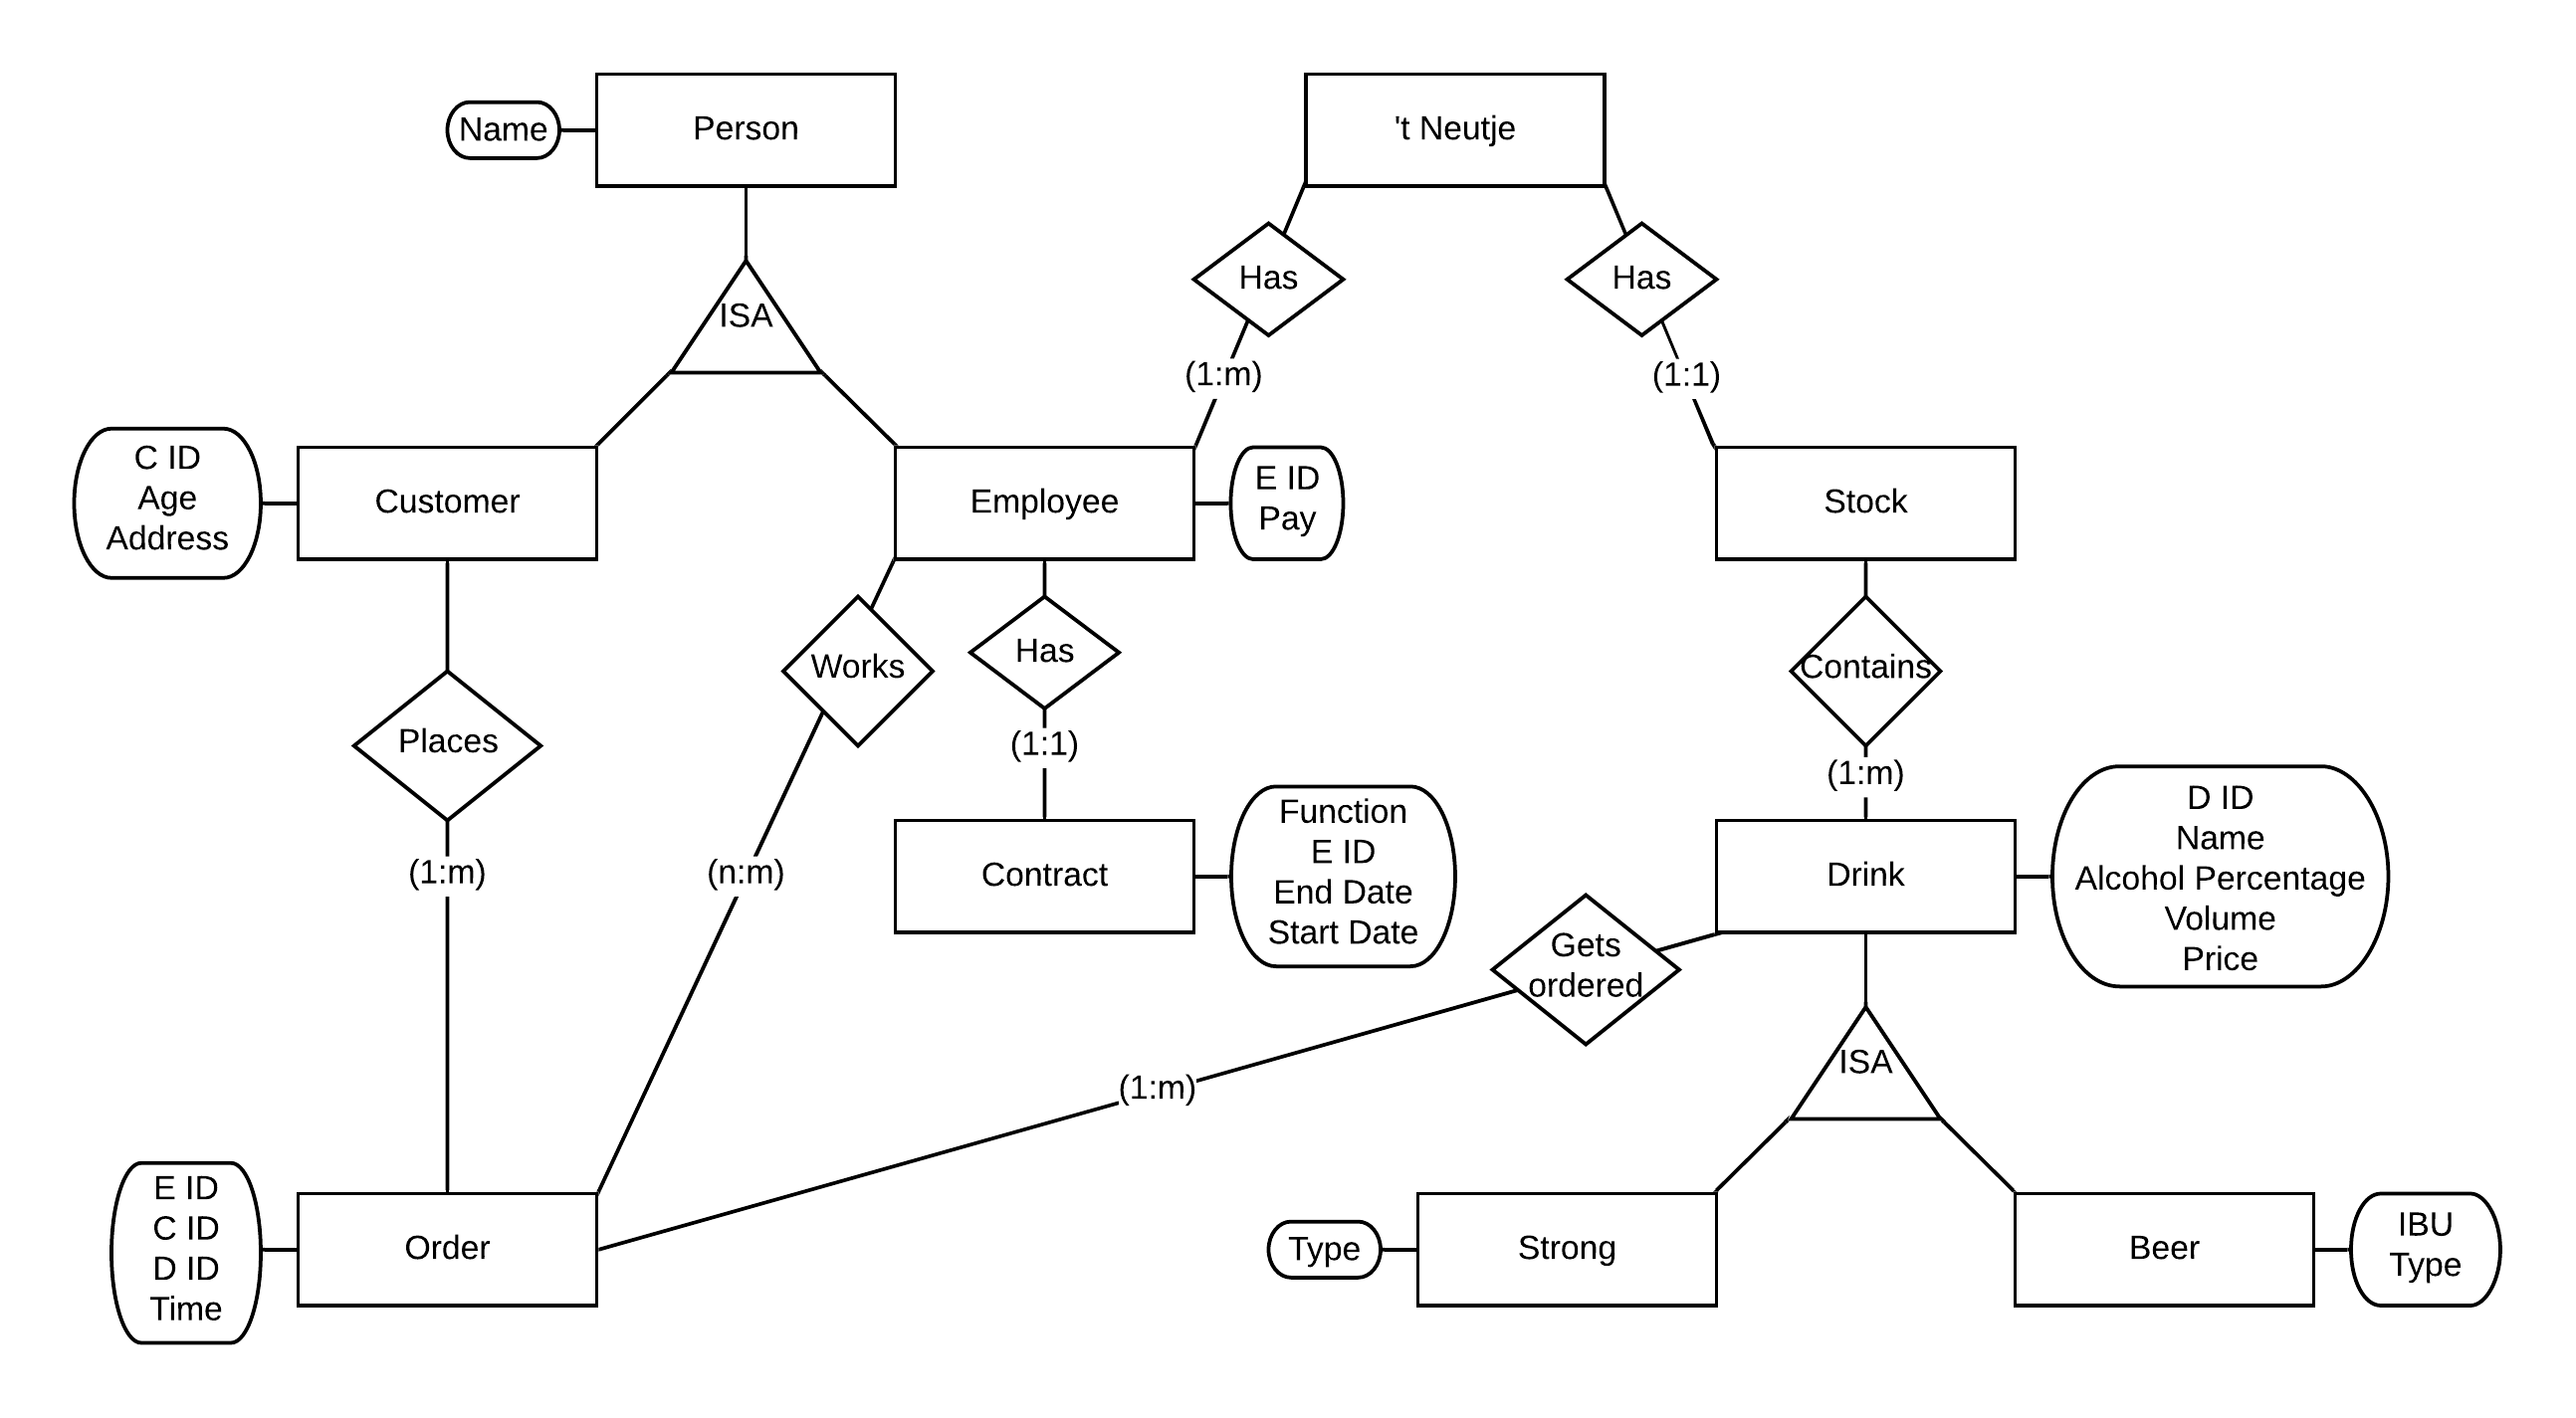 Name
Person
't Neutje
ISA
Has
Has
(1:m)
(1:1)
C ID
Age
Address
Customer
Employee
E ID
Pay
Stock
Places
Works
Has
Contains
(1:1)
(1:m)
(1:m)
(n:m)
Contract
Function
E ID
End Date
Start Date
Drink
D ID
Name
Alcohol Percentage
Volume
Price
Gets
ordered
(1:m)
ISA
E ID
C ID
D ID
Time
Order
Type
Strong
Beer
IBU
Type